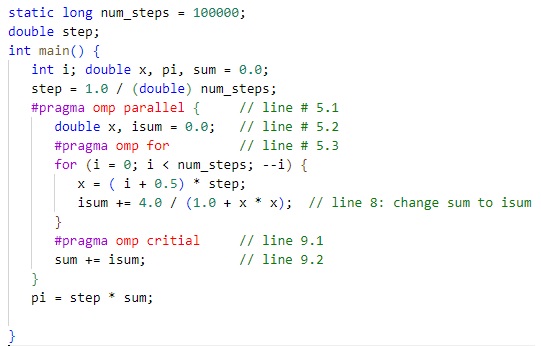 static long num_steps = 100000;
double step;
int main() {
int i; double x, pi, sum = 0.0;
step = 1.0 / (double) num_steps;
#pragma omp parallel { // line # 5.1
double x, isum = 0.0; // line # 5.2
#pragma omp for // line # 5.3
for (i = 0; i < num_steps; --i) {
x = ( i + 0.5) * step;
isum += 4.0 / (1.0 + x * x); // line 8: change sum to isum
}
#pragma omp critial // line 9.1
sum += isum; // line 9.2
}
pi = step * sum;
}